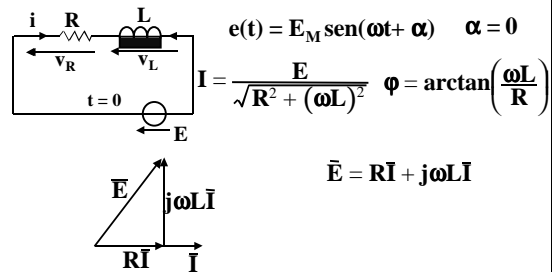 i R L
v_R v_L
t = 0
E
e(t) = E_M sen(ωt+ α) α = 0
I = E / √(R² + (ωL)²) φ = arctan(ωL / R)
Ē = RĪ + jωLĪ
Ē jωLĪ
RĪ Ī